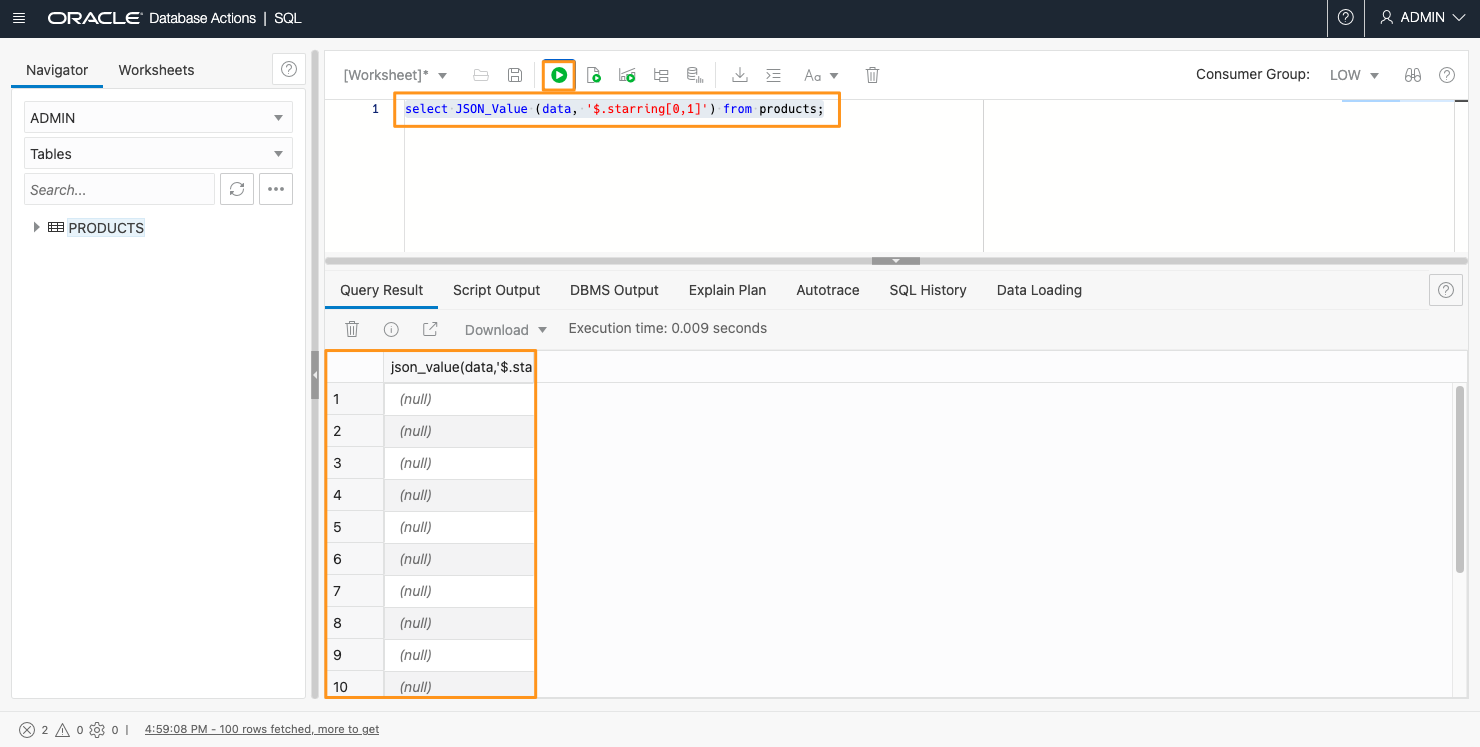 ORACLE Database Actions | SQL
ADMIN
Navigator
Worksheets
[Worksheet]*
Aa
Consumer Group:
LOW
ADMIN
Tables
Search...
PRODUCTS
1
select JSON_Value (data, '$.starring[0,1]') from products;
Query Result
Script Output
DBMS Output
Explain Plan
Autotrace
SQL History
Data Loading
Download
Execution time: 0.009 seconds
json_value(data,'$.sta
1 (null)
2 (null)
3 (null)
4 (null)
5 (null)
6 (null)
7 (null)
8 (null)
9 (null)
10 (null)
2 0 0 | 4:59:08 PM - 100 rows fetched, more to get